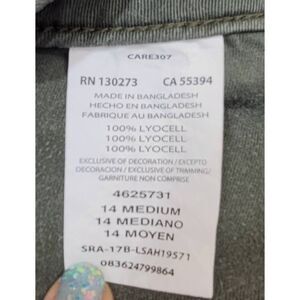 CARE307
RN 130273 CA 55394
MADE IN BANGLADESH
HECHO EN BANGLADESH
FABRIQUE AU BANGLADESH
100% LYOCELL
100% LYOCELL
100% LYOCELL
EXCLUSIVE OF DECORATION / EXCEPTO
DECORACION / EXCLUSIVE OF TRIMMING/
GARNITURE NON COMPRISE
4625731
14 MEDIUM
14 MEDIANO
14 MOYEN
SRA-17B-LSAH19571
083624799864